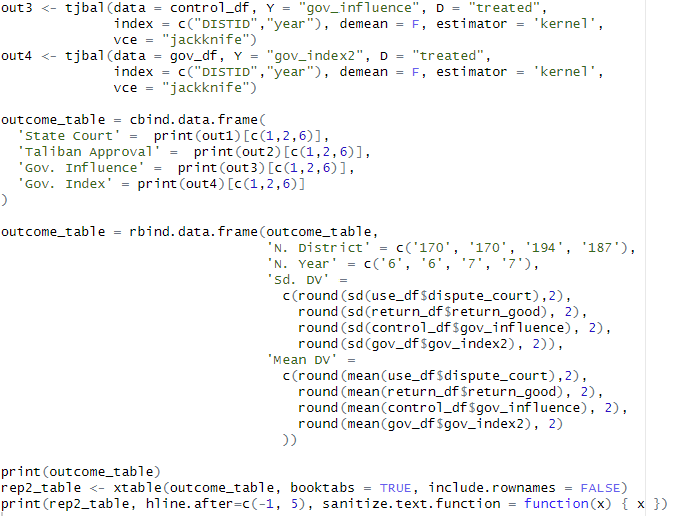 out3 <- tjbal(data = control_df, Y = "gov_influence", D = "treated",
              index = c("DISTID","year"), demean = F, estimator = 'kernel',
              vce = "jackknife")
out4 <- tjbal(data = gov_df, Y = "gov_index2", D = "treated",
              index = c("DISTID","year"), demean = F, estimator = 'kernel',
              vce = "jackknife")

outcome_table = cbind.data.frame(
  'State Court' =  print(out1)[c(1,2,6)],
  'Taliban Approval' =  print(out2)[c(1,2,6)],
  'Gov. Influence' =  print(out3)[c(1,2,6)],
  'Gov. Index' = print(out4)[c(1,2,6)]
)

outcome_table = rbind.data.frame(outcome_table,
                                 'N. District' = c('170', '170', '194', '187'),
                                 'N. Year' = c('6', '6', '7', '7'),
                                 'Sd. DV' =
                                   c(round(sd(use_df$dispute_court),2),
                                     round(sd(return_df$return_good), 2),
                                     round(sd(control_df$gov_influence), 2),
                                     round(sd(gov_df$gov_index2), 2)),
                                 'Mean DV' =
                                   c(round(mean(use_df$dispute_court),2),
                                     round(mean(return_df$return_good), 2),
                                     round(mean(control_df$gov_influence), 2),
                                     round(mean(gov_df$gov_index2), 2)
                                   ))

print(outcome_table)
rep2_table <- xtable(outcome_table, booktabs = TRUE, include.rownames = FALSE)
print(rep2_table, hline.after=c(-1, 5), sanitize.text.function = function(x) { x })